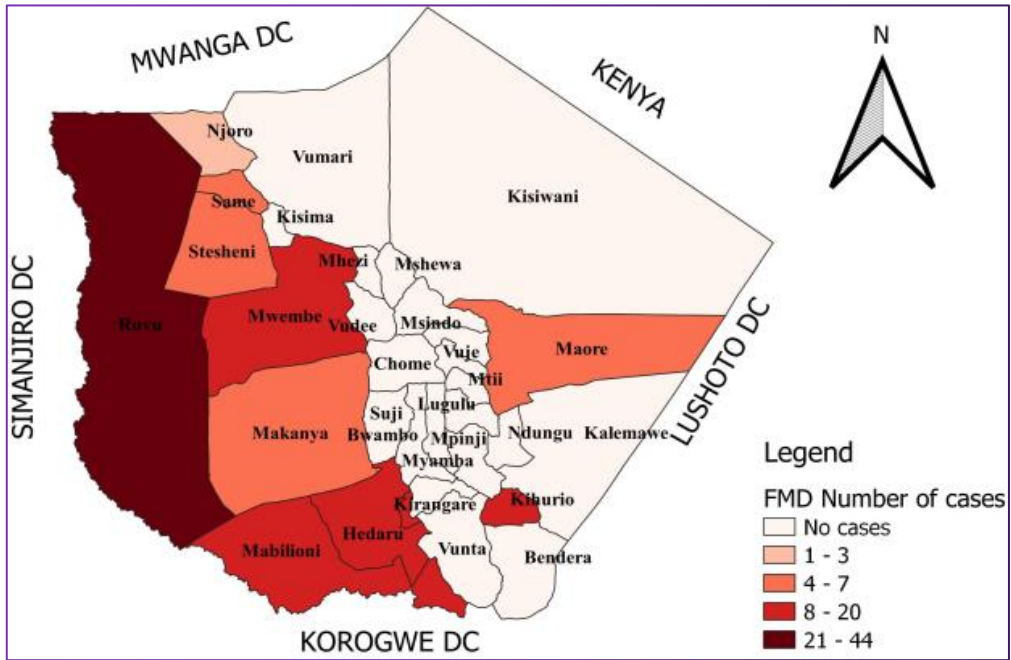 MWANGA DC
N
KENYA
Njoro
Vumari
Kisiwani
Same
Kisima
Stesheni
Mhezi
Mshewa
SIMANJIRO DC
Ruvu
Mwembe
Vudee
Msindo
Maore
LUSHOTO DC
Vuje
Chome
Mtii
Suji
Lugulu
Makanya
Bwambo
Mpinji
Ndungu
Kalemawe
Myamba
Kirangare
Kihurio
Hedaru
Mabilioni
Vunta
Bendera
KOROGWE DC
Legend
FMD Number of cases
No cases
1 - 3
4 - 7
8 - 20
21 - 44